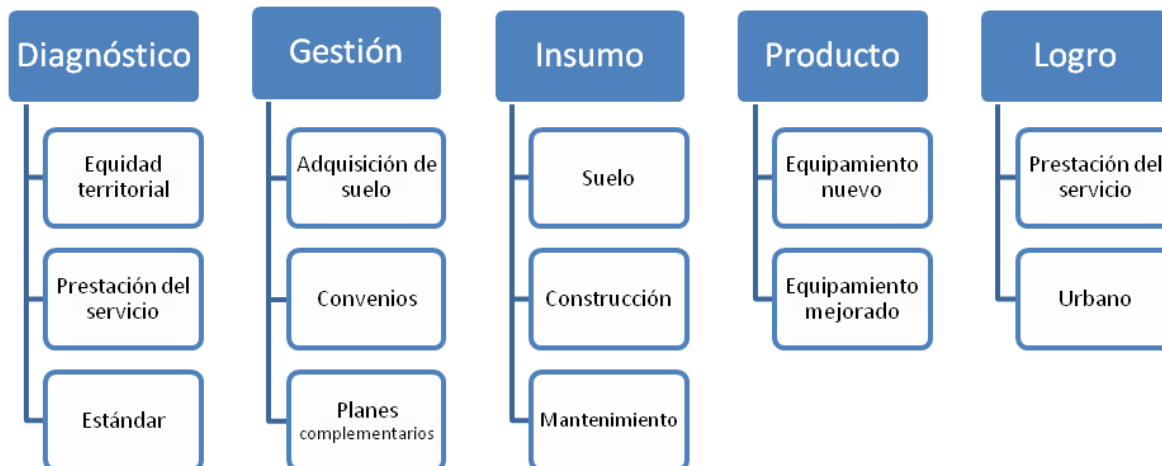 Diagnóstico
Equidad
territorial
Prestación del
servicio
Estándar
Gestión
Adquisición de
suelo
Convenios
Planes
complementarios
Insumo
Suelo
Construcción
Mantenimiento
Producto
Equipamiento
nuevo
Equipamiento
mejorado
Logro
Prestación del
servicio
Urbano